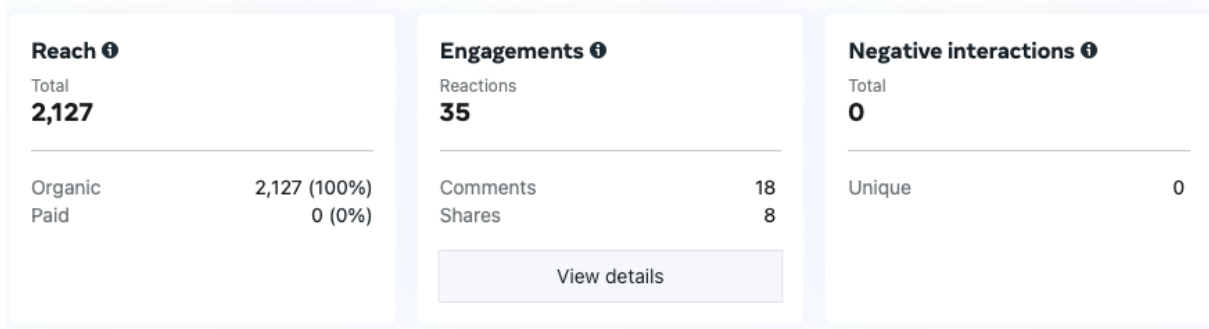 Reach
Total
2,127
Organic 2,127 (100%)
Paid 0 (0%)
Engagements
Reactions
35
Comments 18
Shares 8
View details
Negative interactions
Total
0
Unique 0